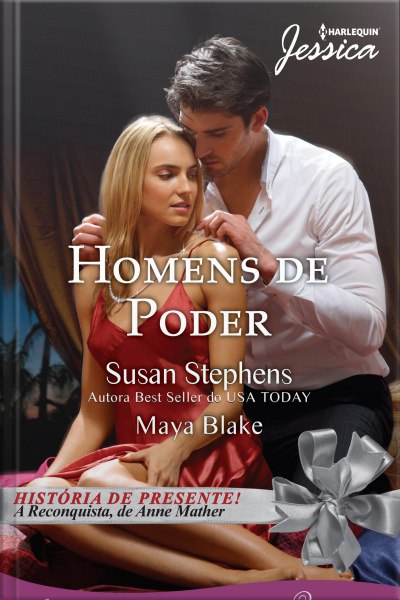 HARLEQUIN
Jessica
HOMENS DE
PODER
Susan Stephens
Autora Best Seller do USA TODAY
Maya Blake
HISTÓRIA DE PRESENTE!
A Reconquista, de Anne Mather